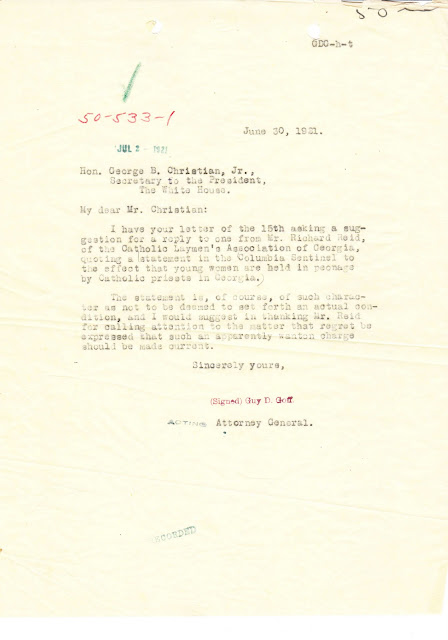 50
GDG-h-t
50-533-1
JUL 2 - 1921
June 30, 1921.
Hon. George B. Christian, Jr.,
Secretary to the President,
The White House.
My dear Mr. Christian:
I have your letter of the 15th asking a sug-
gestion for a reply to one from Mr. Richard Reid,
of the Catholic Laymen's Association of Georgia,
quoting a statement in the Columbia Sentinel to
the effect that young women are held in peonage
by Catholic priests in Georgia.
The statement is, of course, of such charac-
ter as not to be deemed to set forth an actual con-
dition, and I would suggest in thanking Mr. Reid
for calling attention to the matter that regret be
expressed that such an apparently wanton charge
should be made current.
Sincerely yours,
(Signed) Guy D. Goff
ACTING Attorney General.
RECORDED